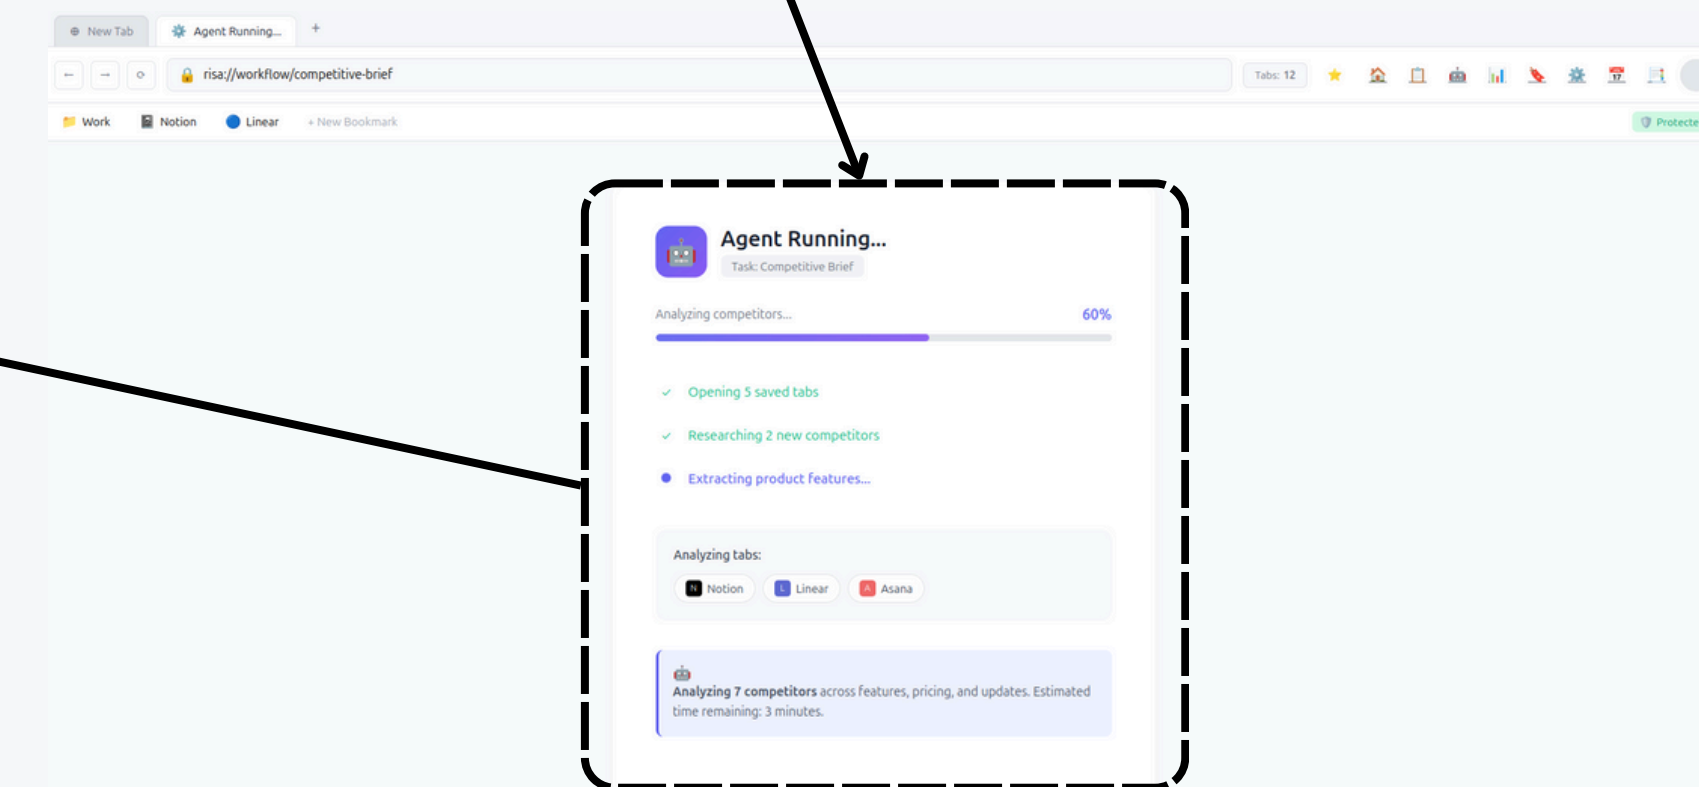 New Tab
Agent Running...
+
risa://workflow/competitive-brief
Tabs: 12
Work
Notion
Linear
+ New Bookmark
Protecte
Agent Running...
Task: Competitive Brief
Analyzing competitors...
60%
Opening 5 saved tabs
Researching 2 new competitors
Extracting product features...
Analyzing tabs:
N Notion
L Linear
A Asana
Analyzing 7 competitors across features, pricing, and updates. Estimated
time remaining: 3 minutes.